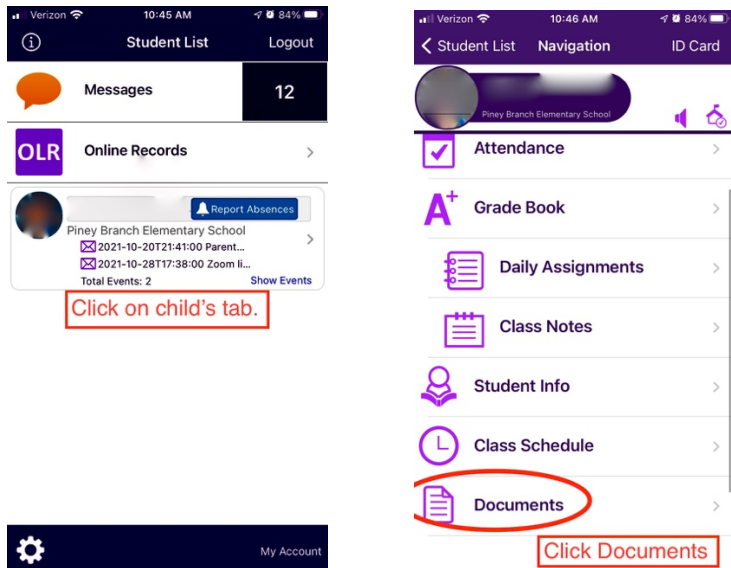 Verizon 10:45 AM 84%
Student List Logout
Messages 12
OLR Online Records
Report Absences
Piney Branch Elementary School
2021-10-20T21:41:00 Parent...
2021-10-28T17:38:00 Zoom li...
Total Events: 2 Show Events
Click on child's tab.
My Account
Verizon 10:46 AM 84%
Student List Navigation ID Card
Piney Branch Elementary School
Attendance
A+ Grade Book
Daily Assignments
Class Notes
Student Info
Class Schedule
Documents
Click Documents